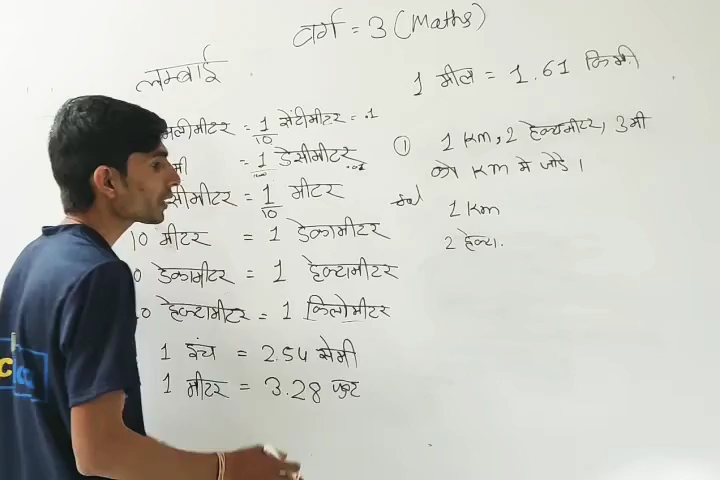 वर्ग = 3 (Maths)
लम्बाई
मिलीमीटर = 1/10 सेंटीमीटर = .1
मी = 1/10 डेसीमीटर
सीमीटर = 1/10 मीटर
10 मीटर = 1 डेकामीटर
0 डेकामीटर = 1 हेक्टामीटर
10 हेक्टामीटर = 1 किलोमीटर
1 इंच = 2.54 सेमी
1 मीटर = 3.28 फुट
1 मील = 1.61 किमी
① 1 Km, 2 हेक्टामीटर, 3 मी
को Km में जोड़े ।
1 Km
2 हेक्टा.